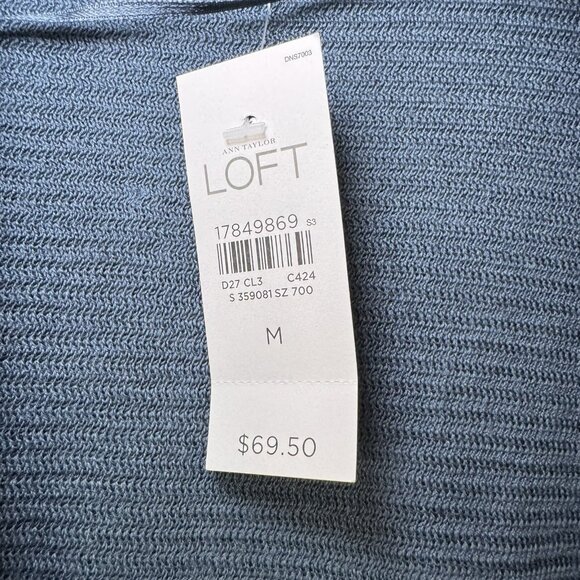 DNS7003
ANN TAYLOR
LOFT
17849869 S3
D27 CL3 C424
S 359081 SZ 700
M
$69.50